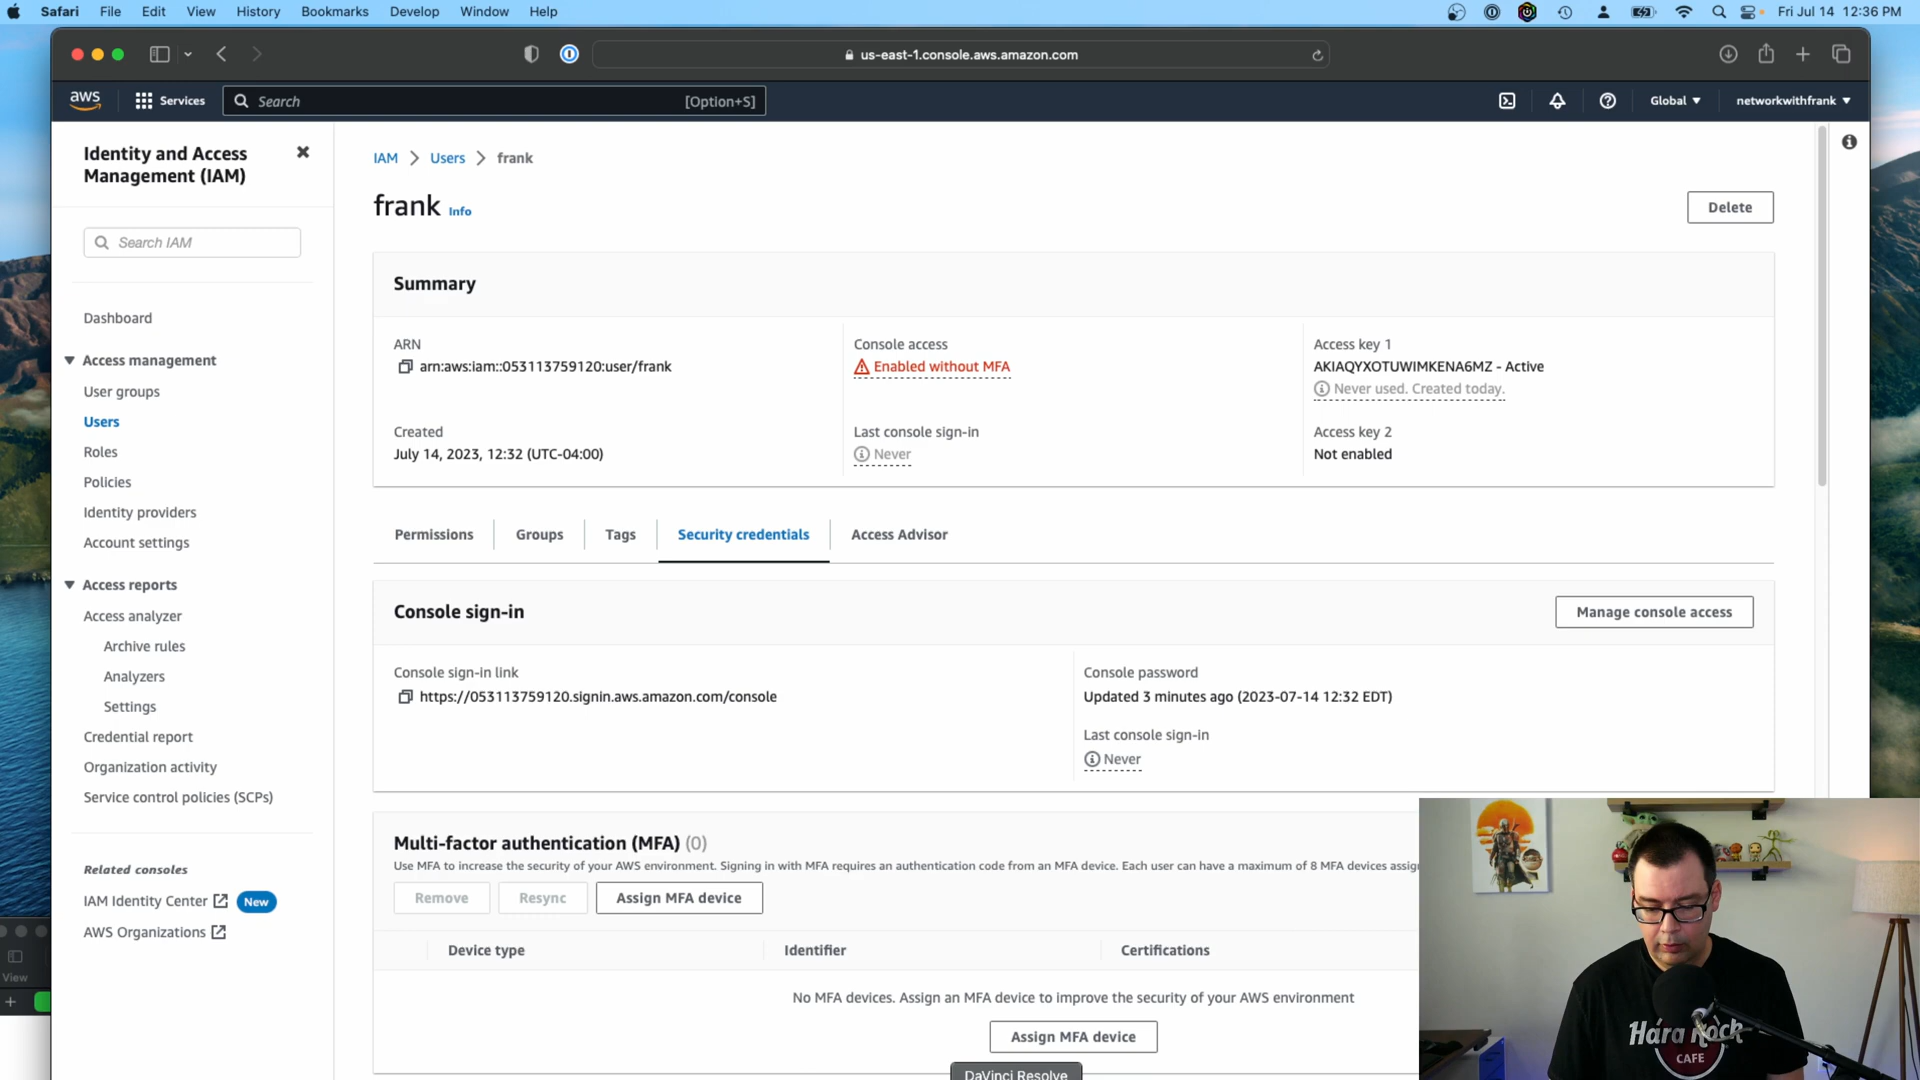 Safari File Edit View History Bookmarks Develop Window Help
Fri Jul 14 12:36 PM
us-east-1.console.aws.amazon.com
aws Services Search [Option+S] Global networkwithfrank
Identity and Access
Management (IAM)
Search IAM
Dashboard
Access management
User groups
Users
Roles
Policies
Identity providers
Account settings
Access reports
Access analyzer
Archive rules
Analyzers
Settings
Credential report
Organization activity
Service control policies (SCPs)
Related consoles
IAM Identity Center New
AWS Organizations
IAM > Users > frank
frank Info
Delete
Summary
ARN
arn:aws:iam::053113759120:user/frank
Console access
Enabled without MFA
Access key 1
AKIAQYXOTUWIMKENA6MZ - Active
Never used. Created today.
Created
July 14, 2023, 12:32 (UTC-04:00)
Last console sign-in
Never
Access key 2
Not enabled
Permissions Groups Tags Security credentials Access Advisor
Console sign-in
Manage console access
Console sign-in link
https://053113759120.signin.aws.amazon.com/console
Console password
Updated 3 minutes ago (2023-07-14 12:32 EDT)
Last console sign-in
Never
Multi-factor authentication (MFA) (0)
Use MFA to increase the security of your AWS environment. Signing in with MFA requires an authentication code from an MFA device. Each user can have a maximum of 8 MFA devices assig
Remove Resync Assign MFA device
Device type Identifier Certifications
No MFA devices. Assign an MFA device to improve the security of your AWS environment
Assign MFA device
DaVinci Resolve
View
Hard Rock
CAFE